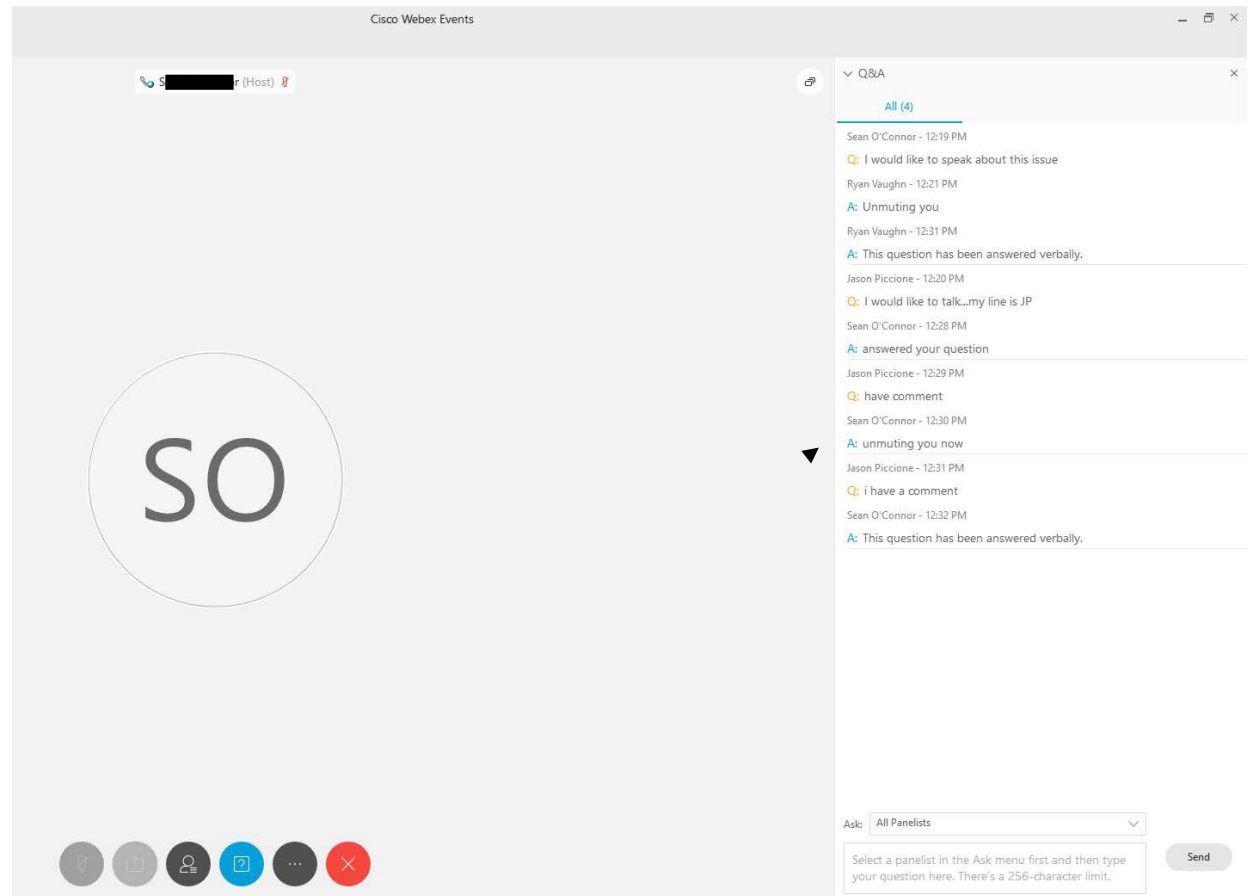 Cisco Webex Events
S r (Host)
Q&A
All (4)
Sean O'Connor - 12:19 PM
Q: I would like to speak about this issue
Ryan Vaughn - 12:21 PM
A: Unmuting you
Ryan Vaughn - 12:31 PM
A: This question has been answered verbally.
Jason Piccione - 12:20 PM
Q: I would like to talk...my line is JP
Sean O'Connor - 12:28 PM
A: answered your question
Jason Piccione - 12:29 PM
Q: have comment
Sean O'Connor - 12:30 PM
A: unmuting you now
Jason Piccione - 12:31 PM
Q: i have a comment
Sean O'Connor - 12:32 PM
A: This question has been answered verbally.
SO
Ask: All Panelists
Select a panelist in the Ask menu first and then type
your question here. There's a 256-character limit.
Send